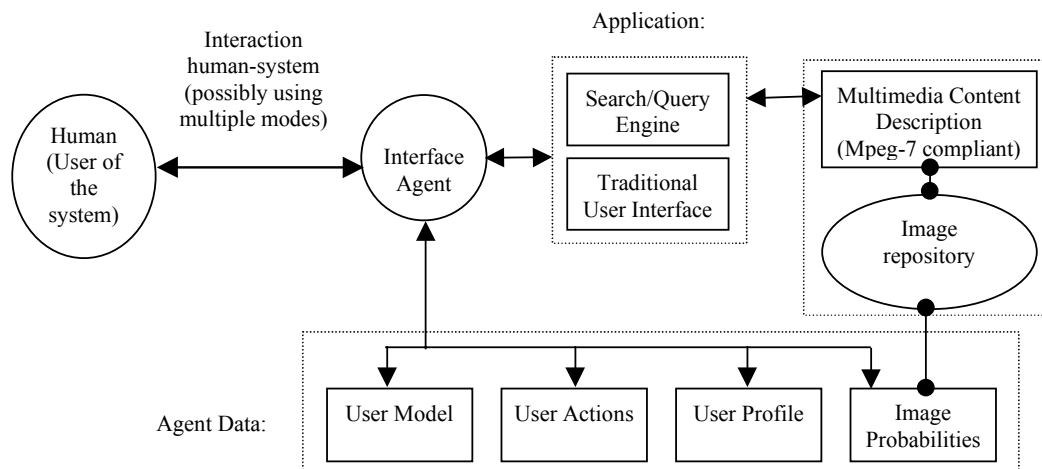 Application:
Interaction
human-system
(possibly using
multiple modes)
Human
(User of
the
system)
Interface
Agent
Search/Query
Engine
Traditional
User Interface
Multimedia Content
Description
(Mpeg-7 compliant)
Image
repository
Agent Data:
User Model
User Actions
User Profile
Image
Probabilities